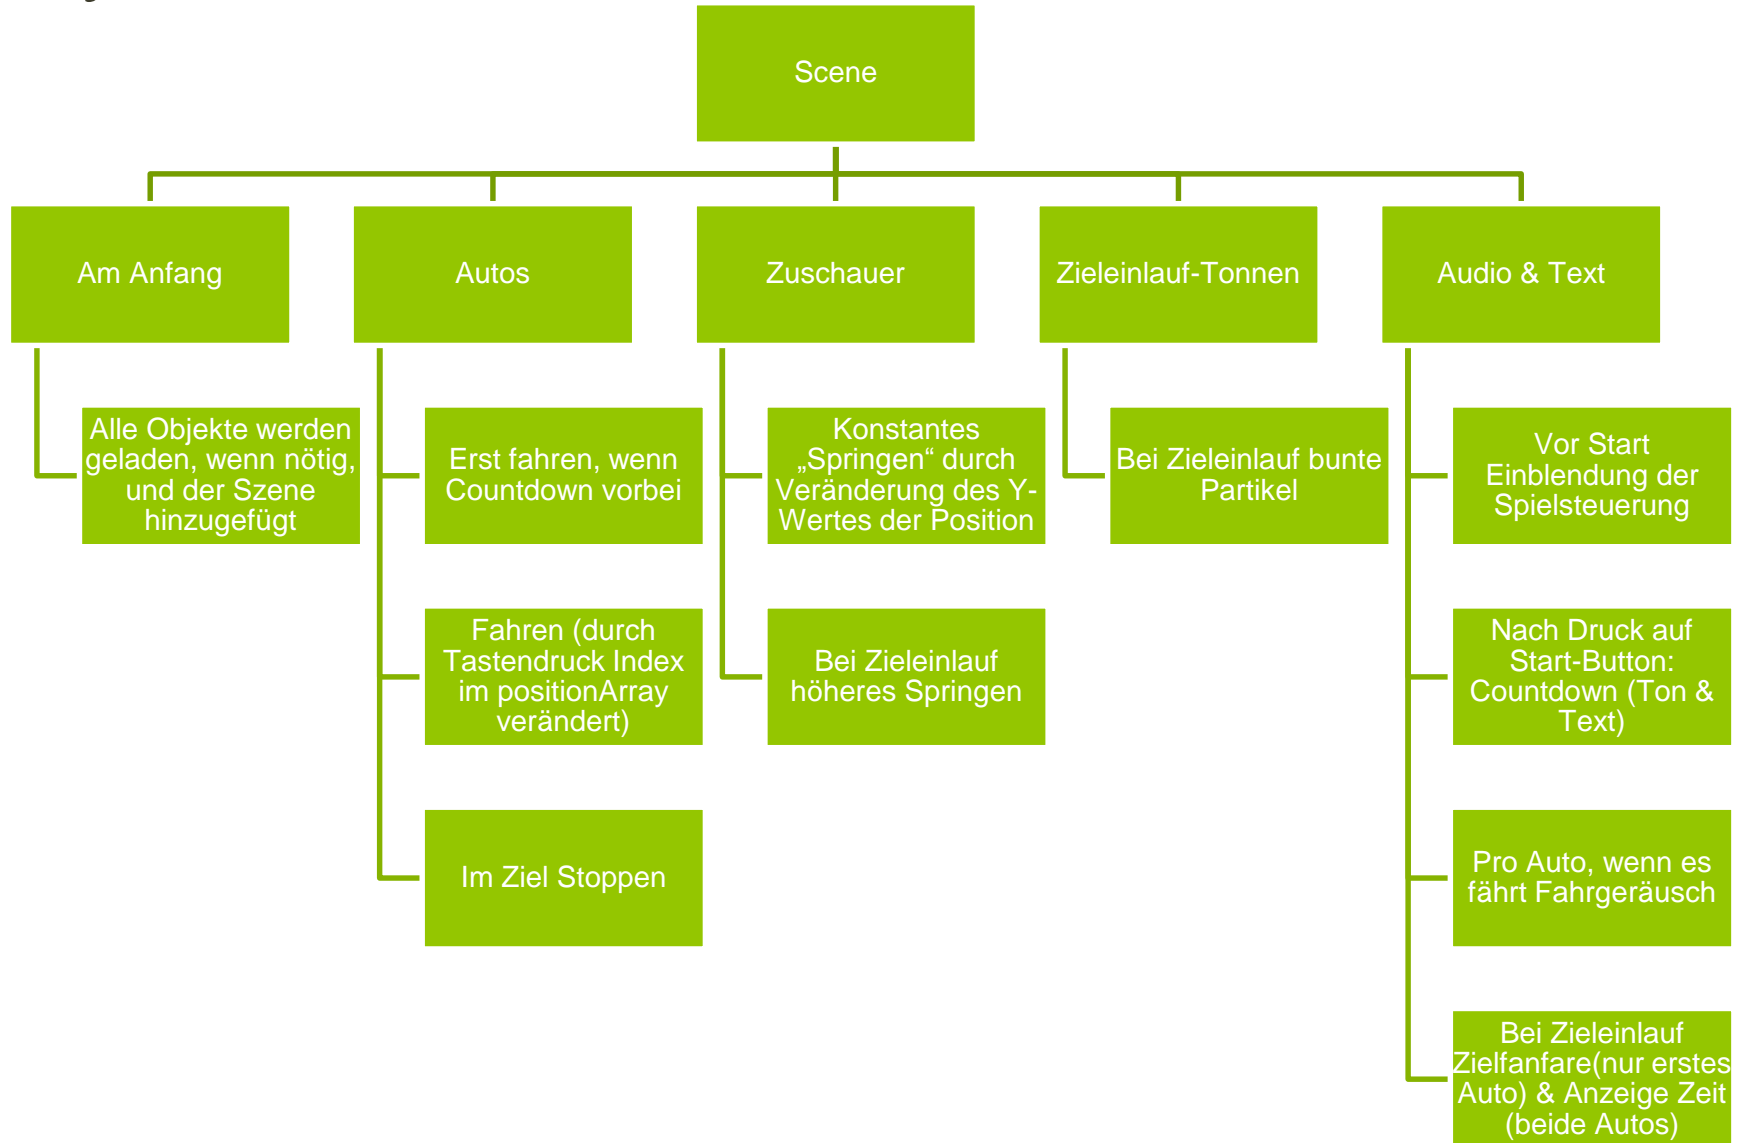 Scene
Am Anfang
Autos
Zuschauer
Zieleinlauf-Tonnen
Audio & Text
Alle Objekte werden
geladen, wenn nötig,
und der Szene
hinzugefügt
Erst fahren, wenn
Countdown vorbei
Fahren (durch
Tastendruck Index
im positionArray
verändert)
Im Ziel Stoppen
Konstantes
„Springen“ durch
Veränderung des Y-
Wertes der Position
Bei Zieleinlauf
höheres Springen
Bei Zieleinlauf bunte
Partikel
Vor Start
Einblendung der
Spielsteuerung
Nach Druck auf
Start-Button:
Countdown (Ton &
Text)
Pro Auto, wenn es
fährt Fahrgeräusch
Bei Zieleinlauf
Zielfanfare(nur erstes
Auto) & Anzeige Zeit
(beide Autos)